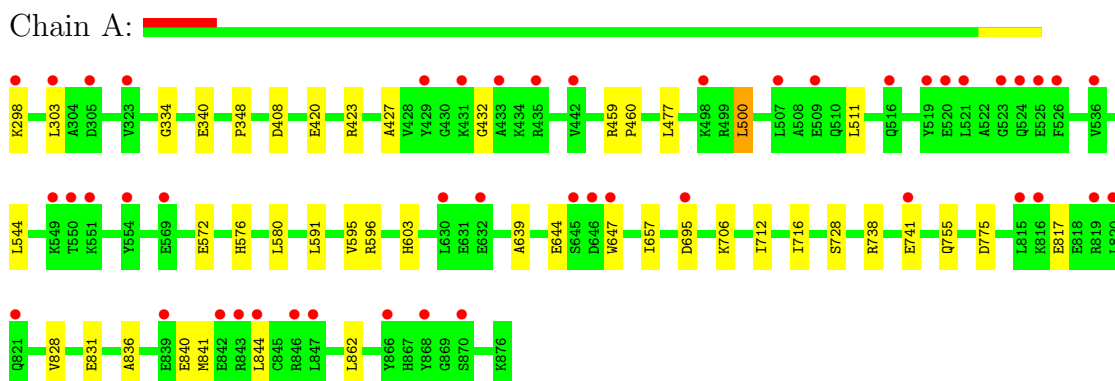 Chain A:
K298 L303 A304 D305 V323 G334 E340 P348 D408 E420 R423 A427 V428 Y429 G430 K431 G432 A433 K434 R435 V442 R459 P460 L477 K498 R499 L500 L507 A508 E509 Q510 L511 Q516 Y519 E520 L521 A522 G523 Q524 E525 F526 V536
L544 K549 T550 K551 Y554 E569 E572 H576 L580 L591 V595 R596 H603 L630 E631 E632 A639 E644 S645 D646 W647 I657 D695 K706 I712 I716 S728 R738 E741 Q755 D775 L815 K816 E817 E818 R819 L820
Q821 V828 E831 A836 E839 E840 M841 E842 R843 L844 C845 R846 L847 L862 Y866 H867 Y868 G869 S870 K876